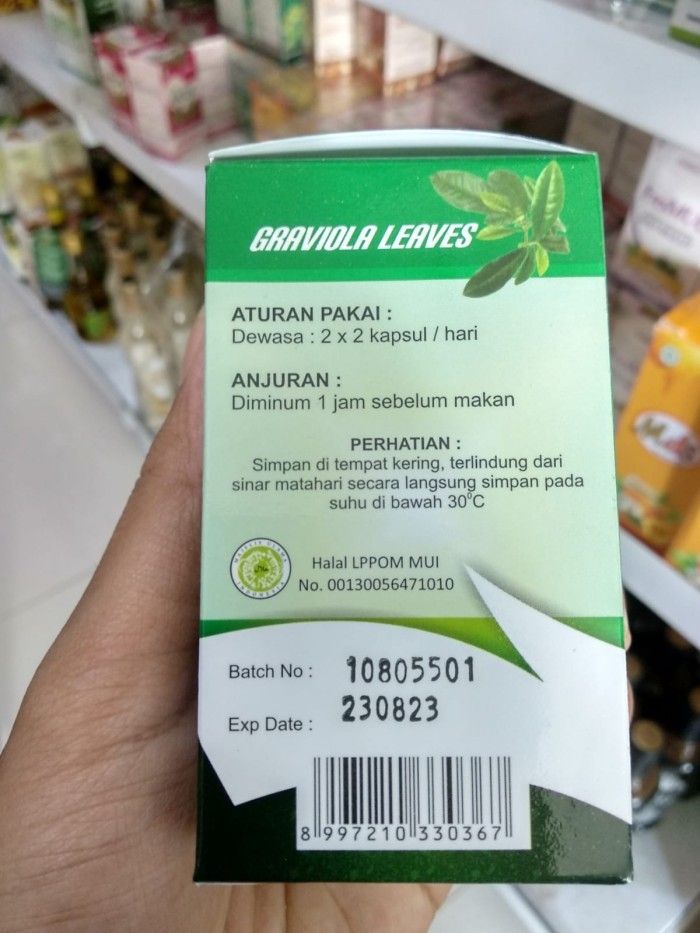 GRAVIOLA LEAVES
ATURAN PAKAI :
Dewasa : 2 x 2 kapsul / hari
ANJURAN :
Diminum 1 jam sebelum makan
PERHATIAN :
Simpan di tempat kering, terlindung dari
sinar matahari secara langsung simpan pada
suhu di bawah 30⁰C
Halal LPPOM MUI
No. 00130056471010
Batch No : 10805501
Exp Date : 230823
8 997210 330367